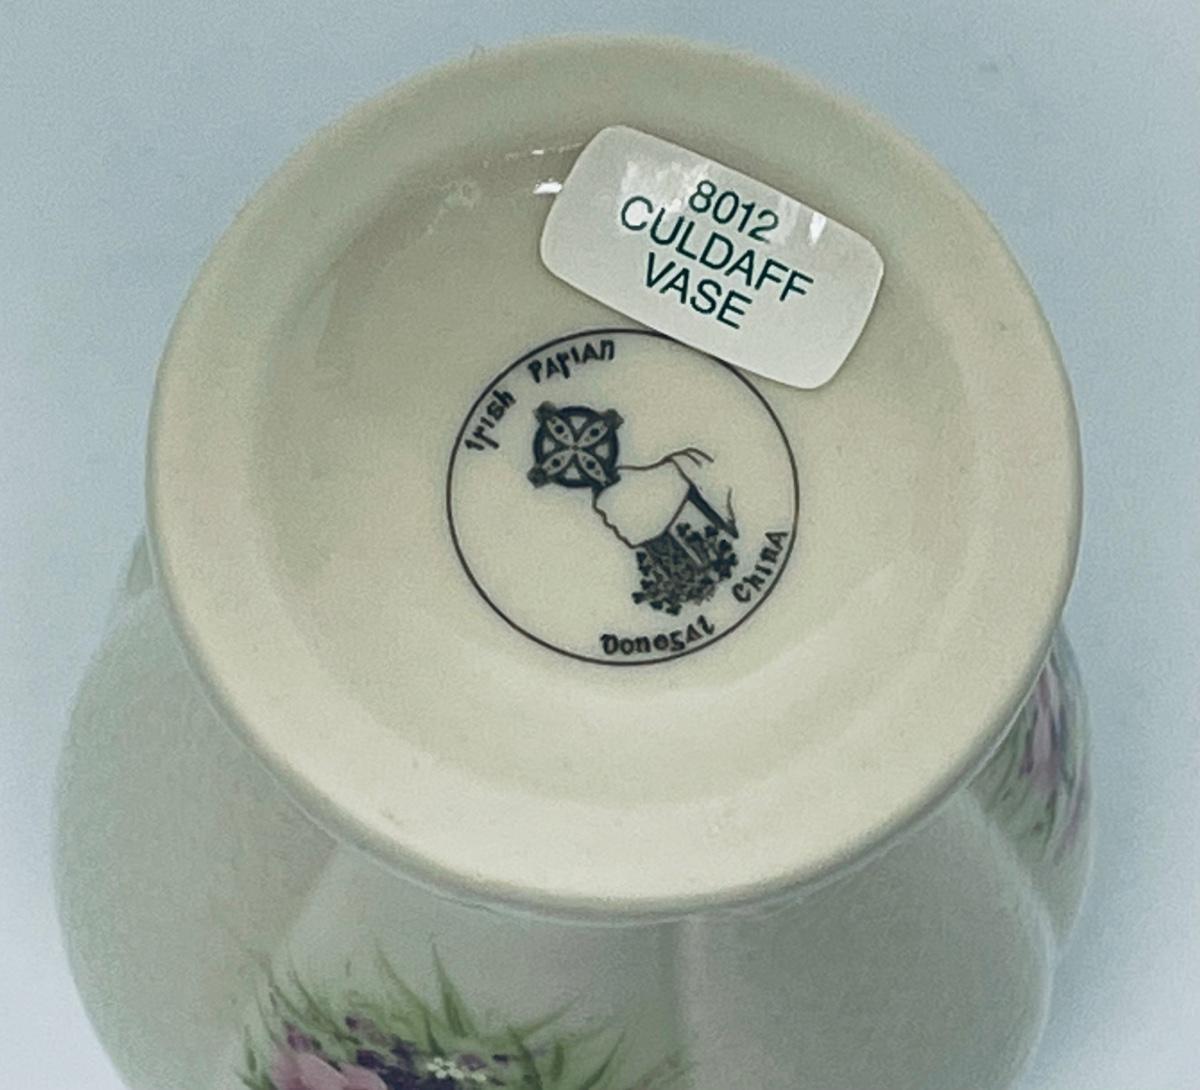 8012
CULDAFF
VASE
Irish PArIAn
DonegAl ChinA